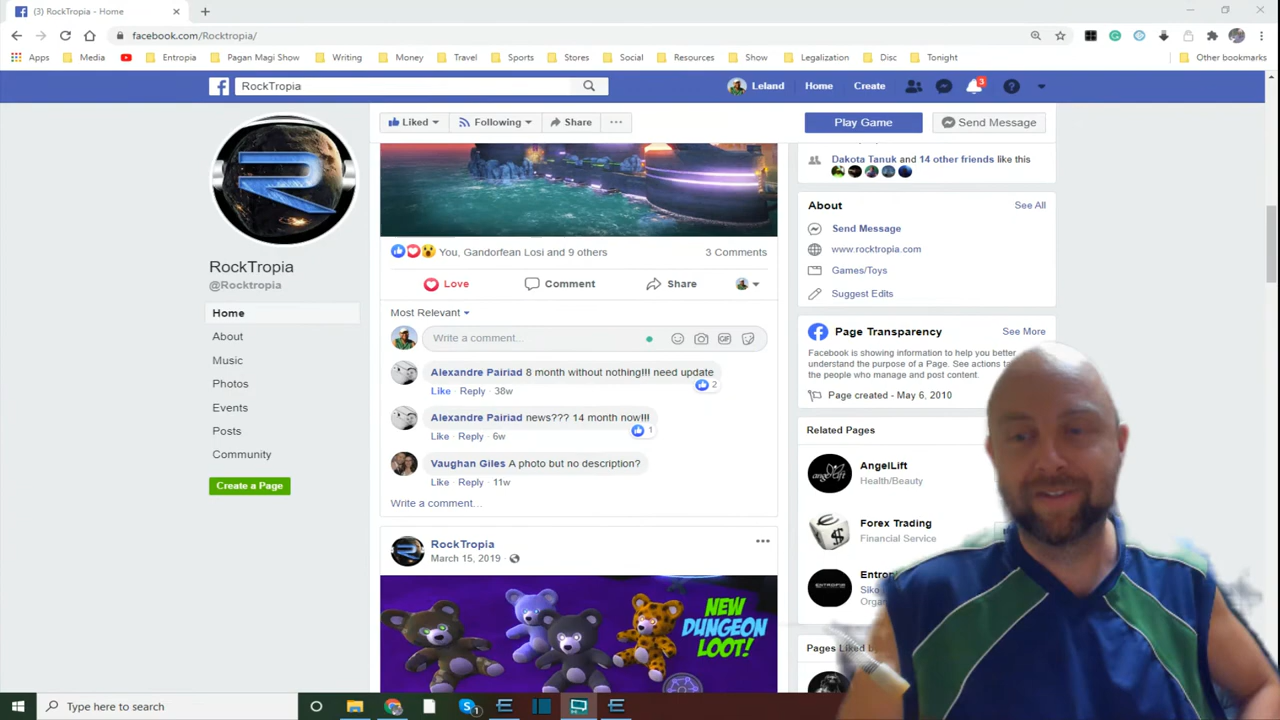 (3) RockTropia - Home
facebook.com/Rocktropia/
Apps Media Entropia Pagan Magi Show Writing Money Travel Sports Stores Social Resources Show Legalization Disc Tonight Other bookmarks
RockTropia
Leland Home Create 3
Liked Following Share
Play Game Send Message
RockTropia
@Rocktropia
Home
About
Music
Photos
Events
Posts
Community
Create a Page
You, Gandorfean Losi and 9 others 3 Comments
Love Comment Share
Most Relevant
Write a comment...
Alexandre Pairiad 8 month without nothing!!! need update
2
Like · Reply · 38w
Alexandre Pairiad news??? 14 month now!!!
1
Like · Reply · 6w
Vaughan Giles A photo but no description?
Like · Reply · 11w
Write a comment...
RockTropia
March 15, 2019 ·
NEW
DUNGEON
LOOT!
Dakota Tanuk and 14 other friends like this
About See All
Send Message
www.rocktropia.com
Games/Toys
Suggest Edits
Page Transparency See More
Facebook is showing information to help you better
understand the purpose of a Page. See actions
the people who manage and post content.
Page created - May 6, 2010
Related Pages
AngelLift
Health/Beauty
Forex Trading
Financial Service
Pages Liked
Type here to search